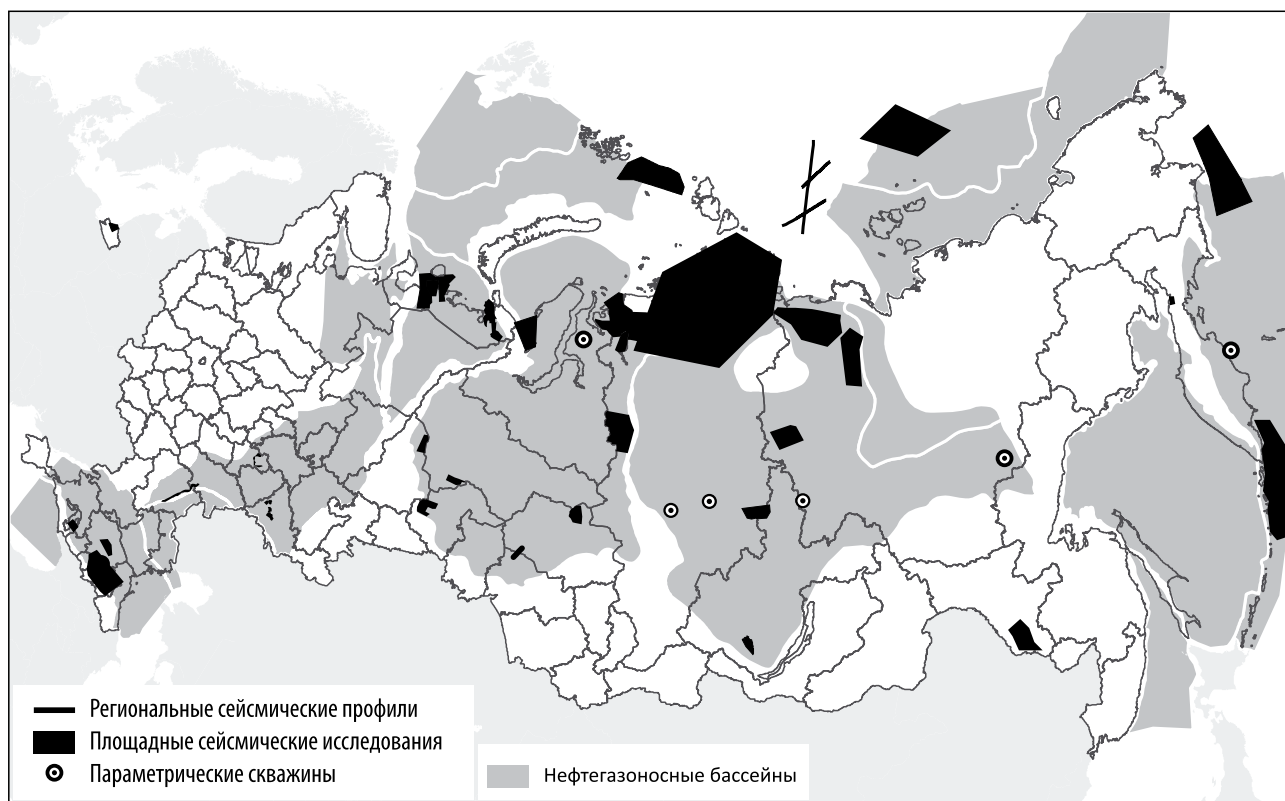 Региональные сейсмические профили
Площадные сейсмические исследования
Параметрические скважины
Нефтегазоносные бассейны